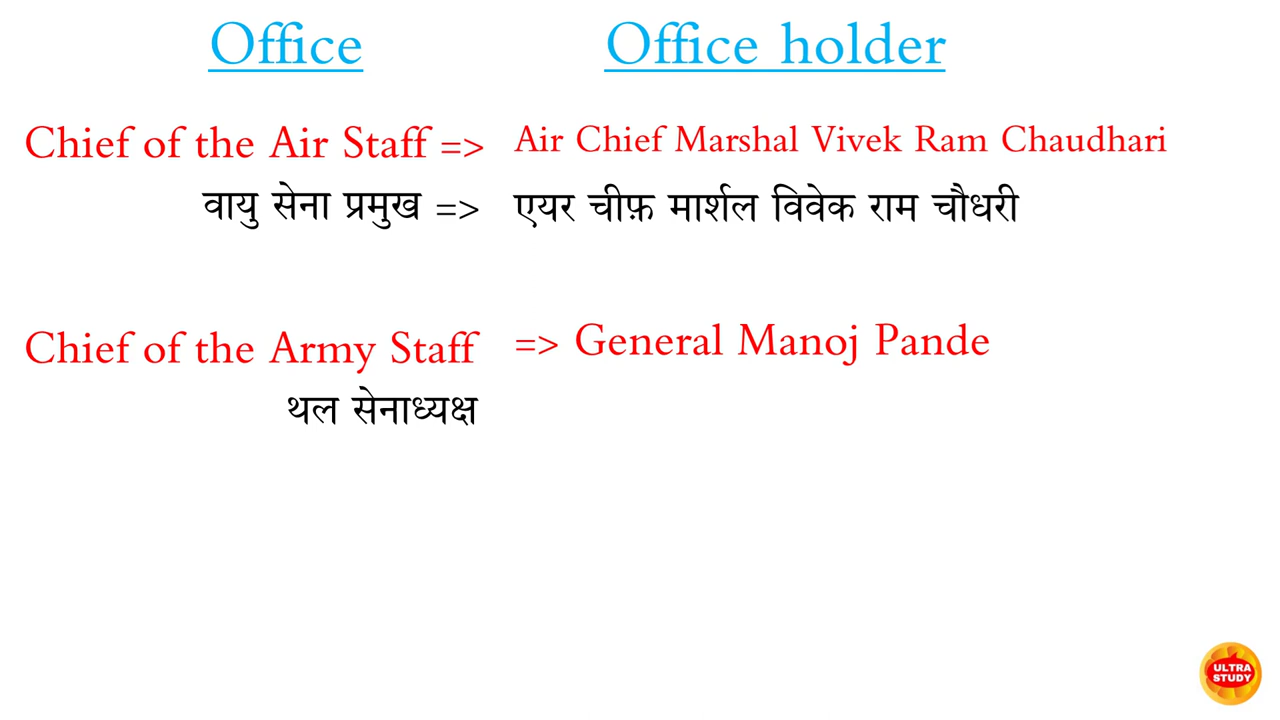 Office Office holder
Chief of the Air Staff => Air Chief Marshal Vivek Ram Chaudhari
वायु सेना प्रमुख => एयर चीफ़ मार्शल विवेक राम चौधरी
Chief of the Army Staff => General Manoj Pande
थल सेनाध्यक्ष
ULTRA
STUDY